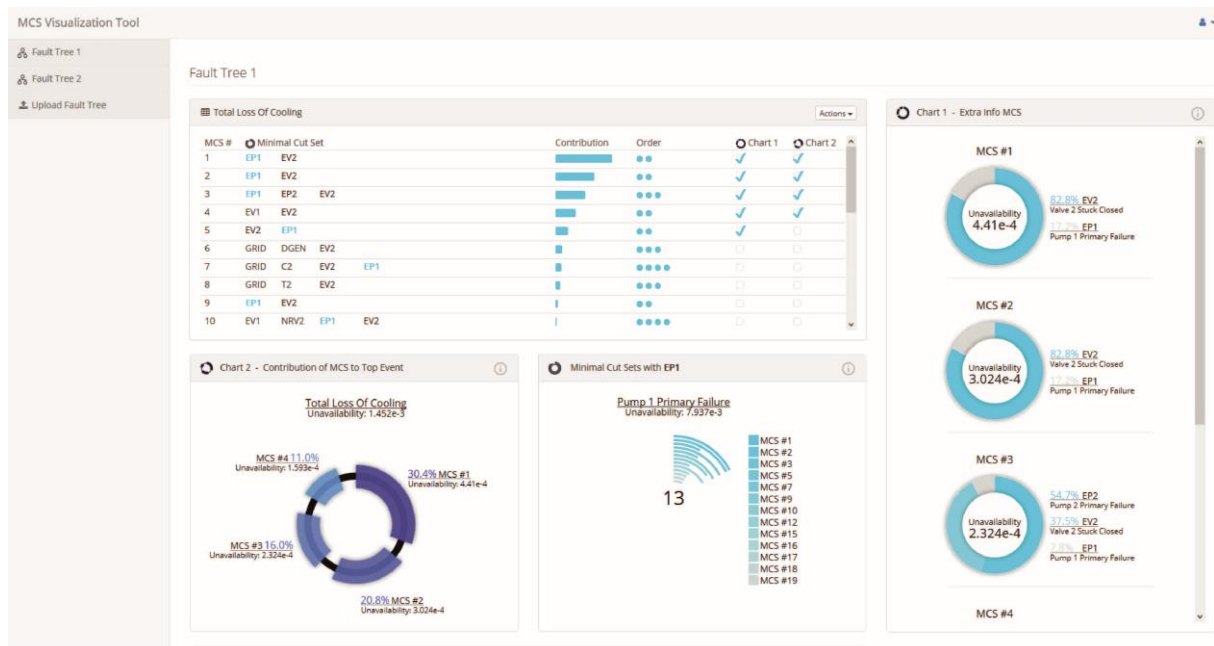 MCS Visualization Tool
Fault Tree 1
Fault Tree 2
Upload Fault Tree
Fault Tree 1
Total Loss Of Cooling
Actions
MCS # Minimal Cut Set Contribution Order Chart 1 Chart 2
1 EP1 EV2
2 EP1 EV2
3 EP1 EP2 EV2
4 EV1 EV2
5 EV2 EP1
6 GRID DGEN EV2
7 GRID C2 EV2 EP1
8 GRID T2 EV2
9 EP1 EV2
10 EV1 NRV2 EP1 EV2
Chart 2 - Contribution of MCS to Top Event
Total Loss Of Cooling
Unavailability: 1.452e-3
MCS #4 11.0%
Unavailability: 1.593e-4
30.4% MCS #1
Unavailability: 4.41e-4
MCS #3 16.0%
Unavailability: 2.324e-4
20.8% MCS #2
Unavailability: 3.024e-4
Minimal Cut Sets with EP1
Pump 1 Primary Failure
Unavailability: 7.937e-3
13
MCS #1
MCS #2
MCS #3
MCS #5
MCS #7
MCS #9
MCS #10
MCS #12
MCS #15
MCS #16
MCS #17
MCS #18
MCS #19
Chart 1 - Extra Info MCS
MCS #1
Unavailability
4.41e-4
82.8% EV2
Valve 2 Stuck Closed
17.2% EP1
Pump 1 Primary Failure
MCS #2
Unavailability
3.024e-4
82.8% EV2
Valve 2 Stuck Closed
17.2% EP1
Pump 1 Primary Failure
MCS #3
Unavailability
2.324e-4
54.7% EP2
Pump 2 Primary Failure
37.5% EV2
Valve 2 Stuck Closed
7.8% EP1
Pump 1 Primary Failure
MCS #4